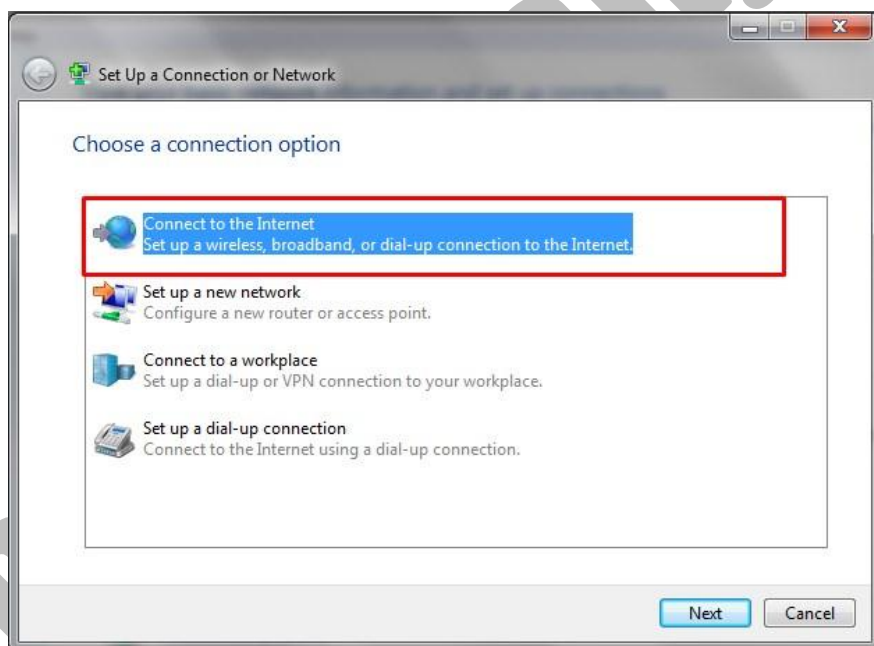 Set Up a Connection or Network
Choose a connection option
Connect to the Internet
Set up a wireless, broadband, or dial-up connection to the Internet.
Set up a new network
Configure a new router or access point.
Connect to a workplace
Set up a dial-up or VPN connection to your workplace.
Set up a dial-up connection
Connect to the Internet using a dial-up connection.
Next Cancel